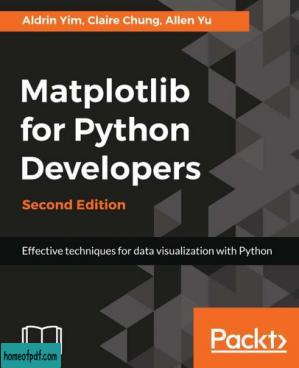 Aldrin Yim, Claire Chung, Allen Yu
Matplotlib
for Python
Developers
Second Edition
Effective techniques for data visualization with Python
Packt>
homeofpdf.com